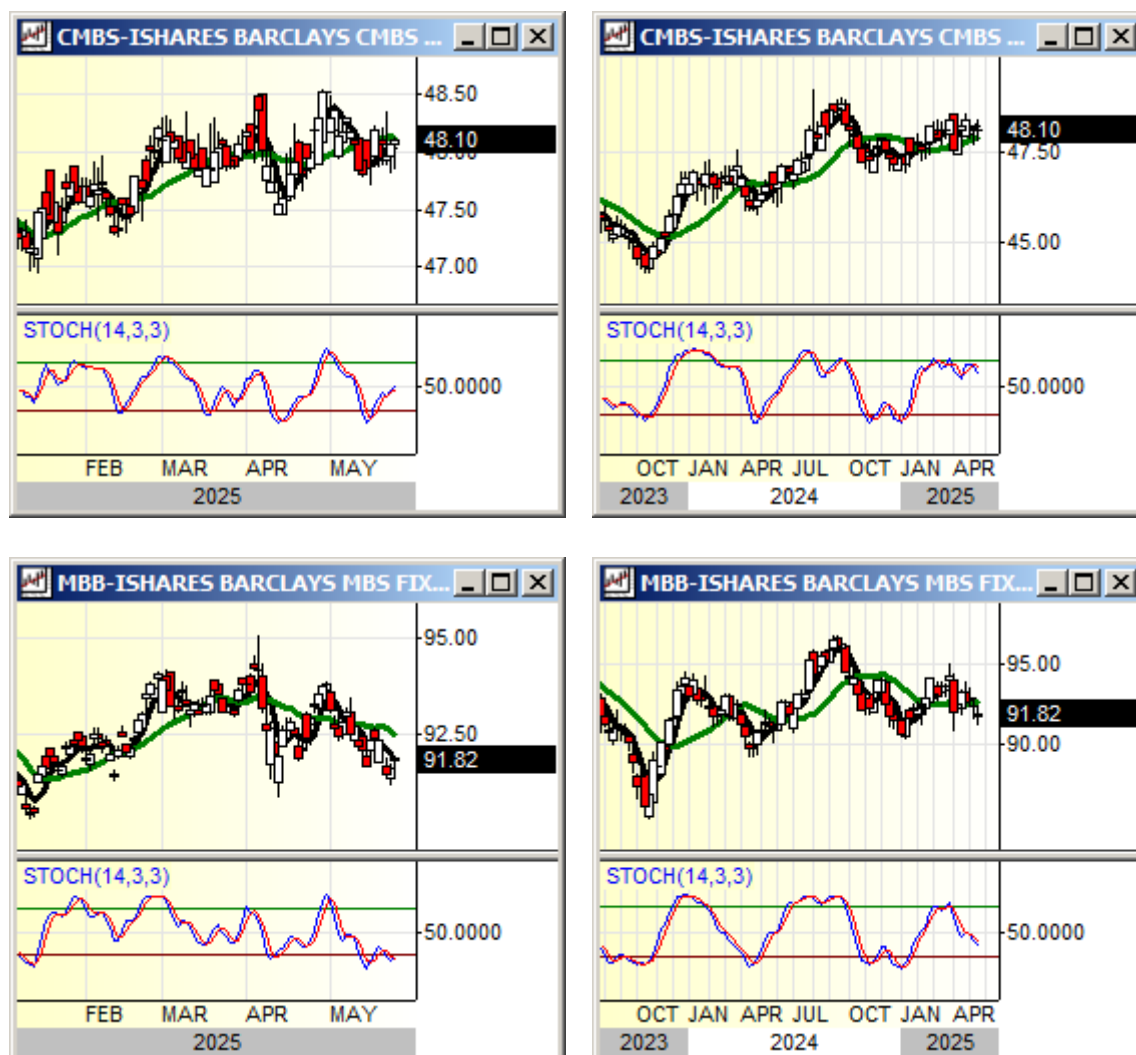 CMBS-ISHARES BARCLAYS CMBS ...
48.50
48.10
47.50
47.00
STOCH(14,3,3)
50.0000
FEB MAR APR MAY
2025
CMBS-ISHARES BARCLAYS CMBS ...
48.10
47.50
45.00
STOCH(14,3,3)
50.0000
OCT JAN APR JUL OCT JAN APR
2023 2024 2025
MBB-ISHARES BARCLAYS MBS FIX...
95.00
92.50
91.82
STOCH(14,3,3)
50.0000
FEB MAR APR MAY
2025
MBB-ISHARES BARCLAYS MBS FIX...
95.00
91.82
90.00
STOCH(14,3,3)
50.0000
OCT JAN APR JUL OCT JAN APR
2023 2024 2025